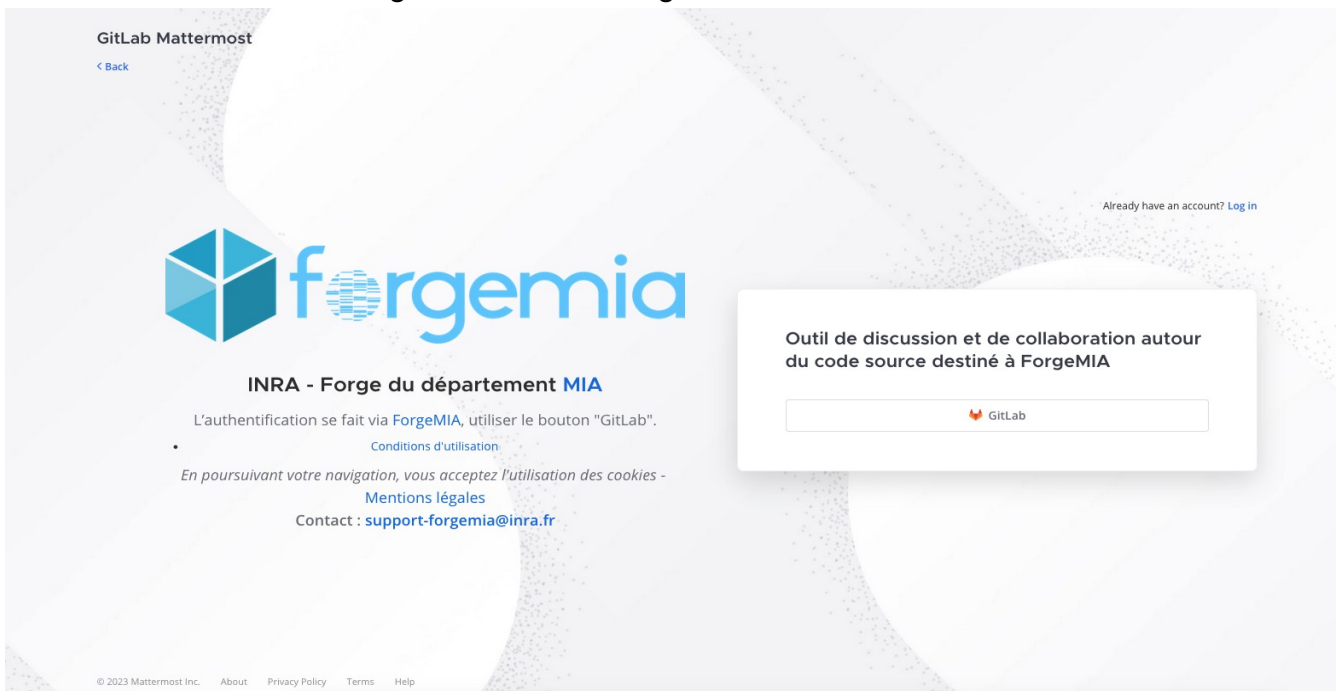 GitLab Mattermost
< Back
Already have an account? Log in
forgemia
INRA - Forge du département MIA
L'authentification se fait via ForgeMIA, utiliser le bouton "GitLab".
• Conditions d'utilisation
En poursuivant votre navigation, vous acceptez l'utilisation des cookies -
Mentions légales
Contact : support-forgemia@inra.fr
Outil de discussion et de collaboration autour
du code source destiné à ForgeMIA
GitLab
© 2023 Mattermost Inc. About Privacy Policy Terms Help